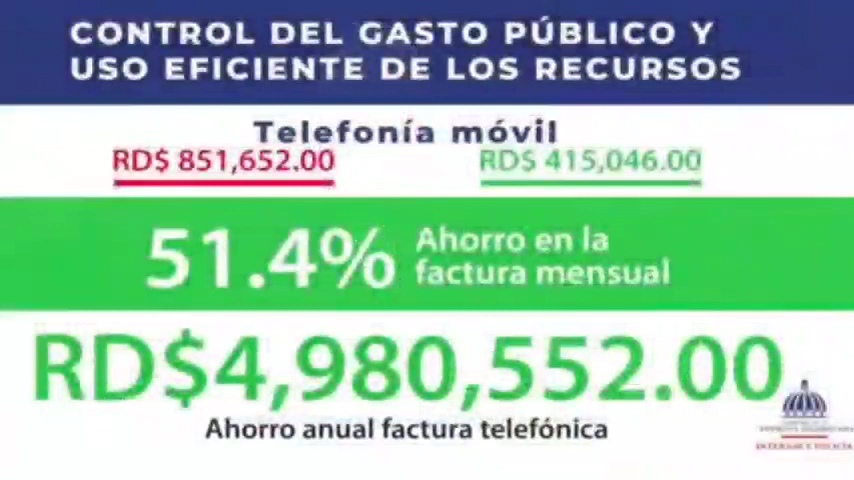 CONTROL DEL GASTO PÚBLICO Y
USO EFICIENTE DE LOS RECURSOS
Telefonía móvil
RD$ 851,652.00 RD$ 415,046.00
51.4% Ahorro en la
factura mensual
RD$4,980,552.00
Ahorro anual factura telefónica